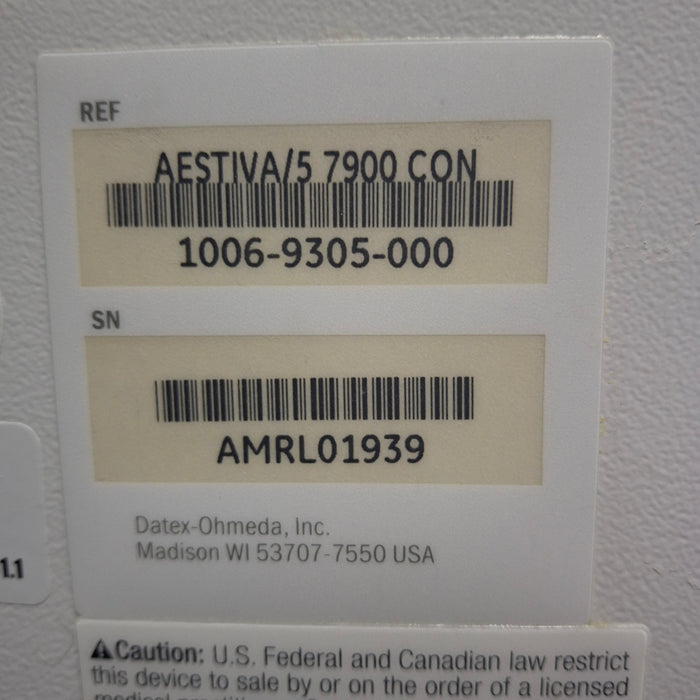 REF
AESTIVA/5 7900 CON
1006-9305-000
SN
AMRL01939
Datex-Ohmeda, Inc.
Madison WI 53707-7550 USA
1.1
⚠Caution: U.S. Federal and Canadian law restrict
this device to sale by or on the order of a licensed
medical